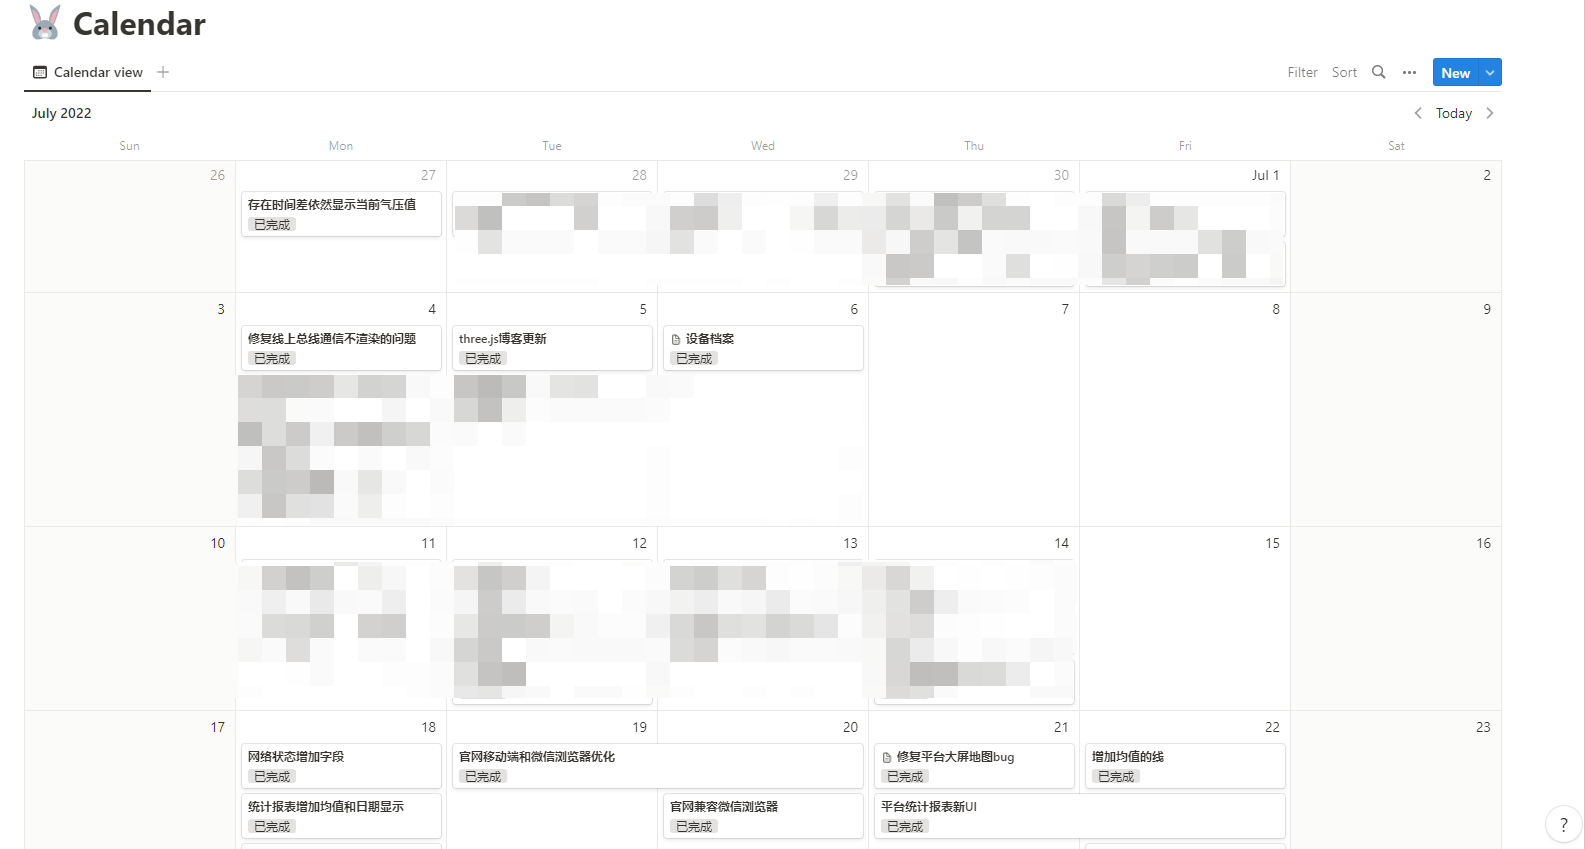 Calendar
Calendar view
Filter Sort New
July 2022
Today
Sun Mon Tue Wed Thu Fri Sat
26 27 28 29 30 Jul 1 2
存在时间差依然显示当前气压值
已完成
3 4 5 6 7 8 9
修复线上总线通信不渲染的问题
已完成
three.js博客更新
已完成
设备档案
已完成
10 11 12 13 14 15 16
17 18 19 20 21 22 23
网络状态增加字段
已完成
官网移动端和微信浏览器优化
已完成
修复平台大屏地图bug
已完成
增加均值的线
已完成
统计报表增加均值和日期显示
已完成
官网兼容微信浏览器
已完成
平台统计报表新UI
已完成
?